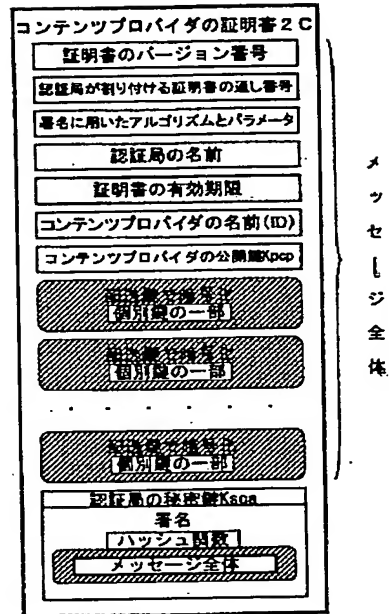 コンテンツプロバイダの証明書2C
証明書のバージョン番号
認証局が割り付ける証明書の通し番号
署名に用いたアルゴリズムとパラメータ
認証局の名前
証明書の有効期限
コンテンツプロバイダの名前(ID)
コンテンツプロバイダの公開鍵Kpcp
個別鍵の一部
個別鍵の一部
・・・・・・・
個別鍵の一部
メッセージ全体
認証局の秘密鍵Ksca
署名
ハッシュ関数
メッセージ全体